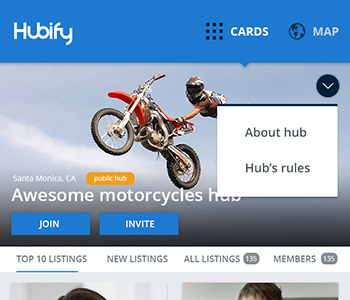 Hubify
CARDS
MAP
About hub
Hub's rules
Santa Monica, CA
public hub
Awesome motorcycles hub
JOIN
INVITE
TOP 10 LISTINGS
NEW LISTINGS
ALL LISTINGS 135
MEMBERS 135